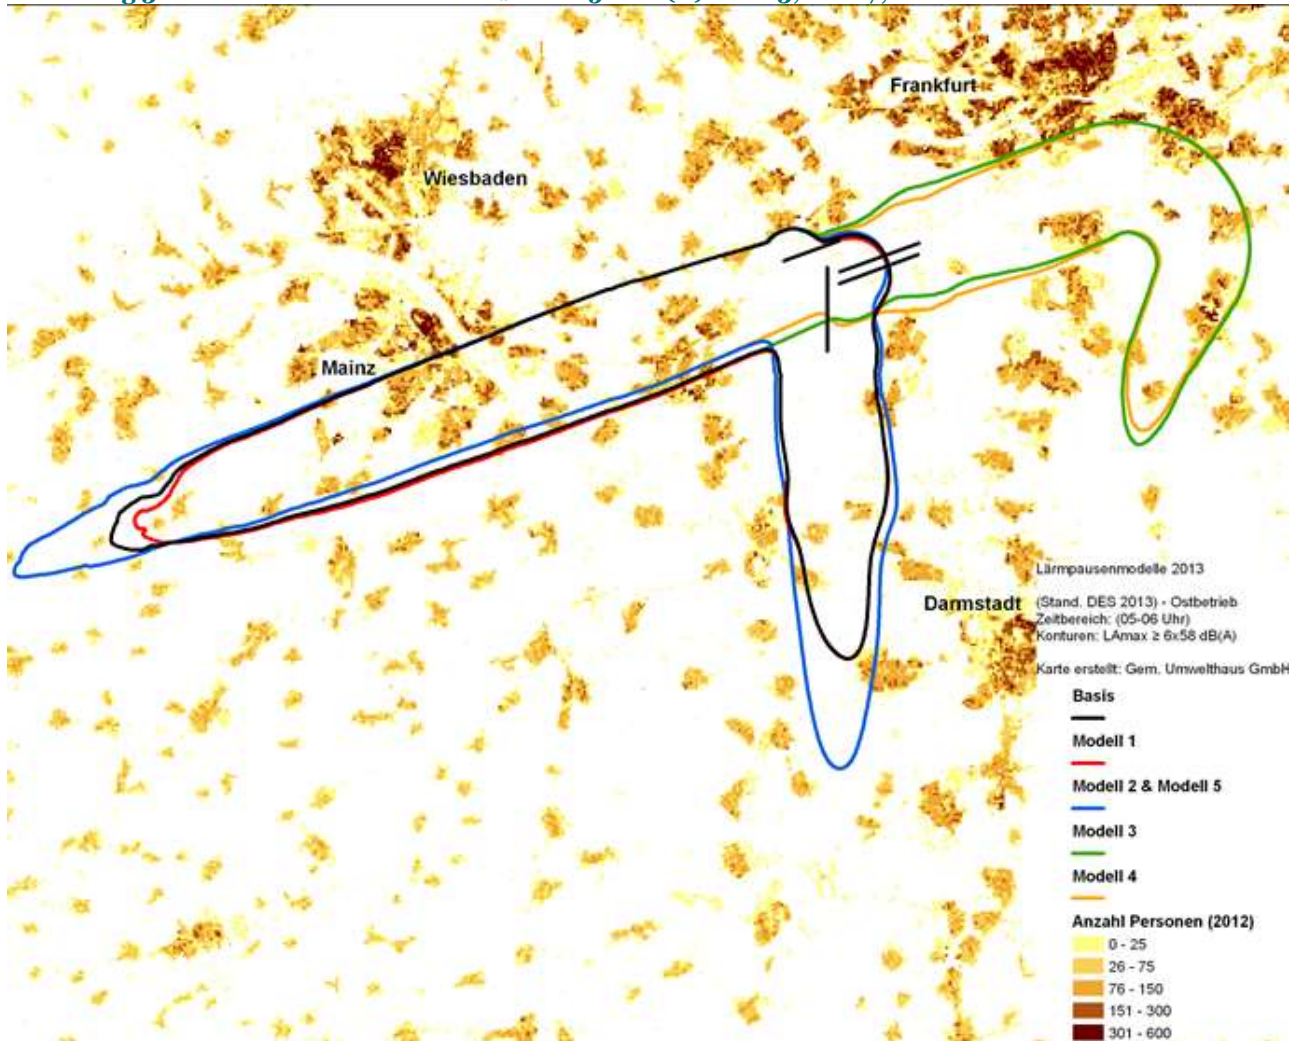 Frankfurt
Wiesbaden
Mainz
Darmstadt
Lärmpausenmodelle 2013
(Stand. DES 2013) - Ostbetrieb
Zeitbereich: (05-06 Uhr)
Konturen: LAmax ≥ 6x58 dB(A)
Karte erstellt: Gem. Umwelthaus GmbH
Basis
Modell 1
Modell 2 & Modell 5
Modell 3
Modell 4
Anzahl Personen (2012)
0 - 25
26 - 75
76 - 150
151 - 300
301 - 600